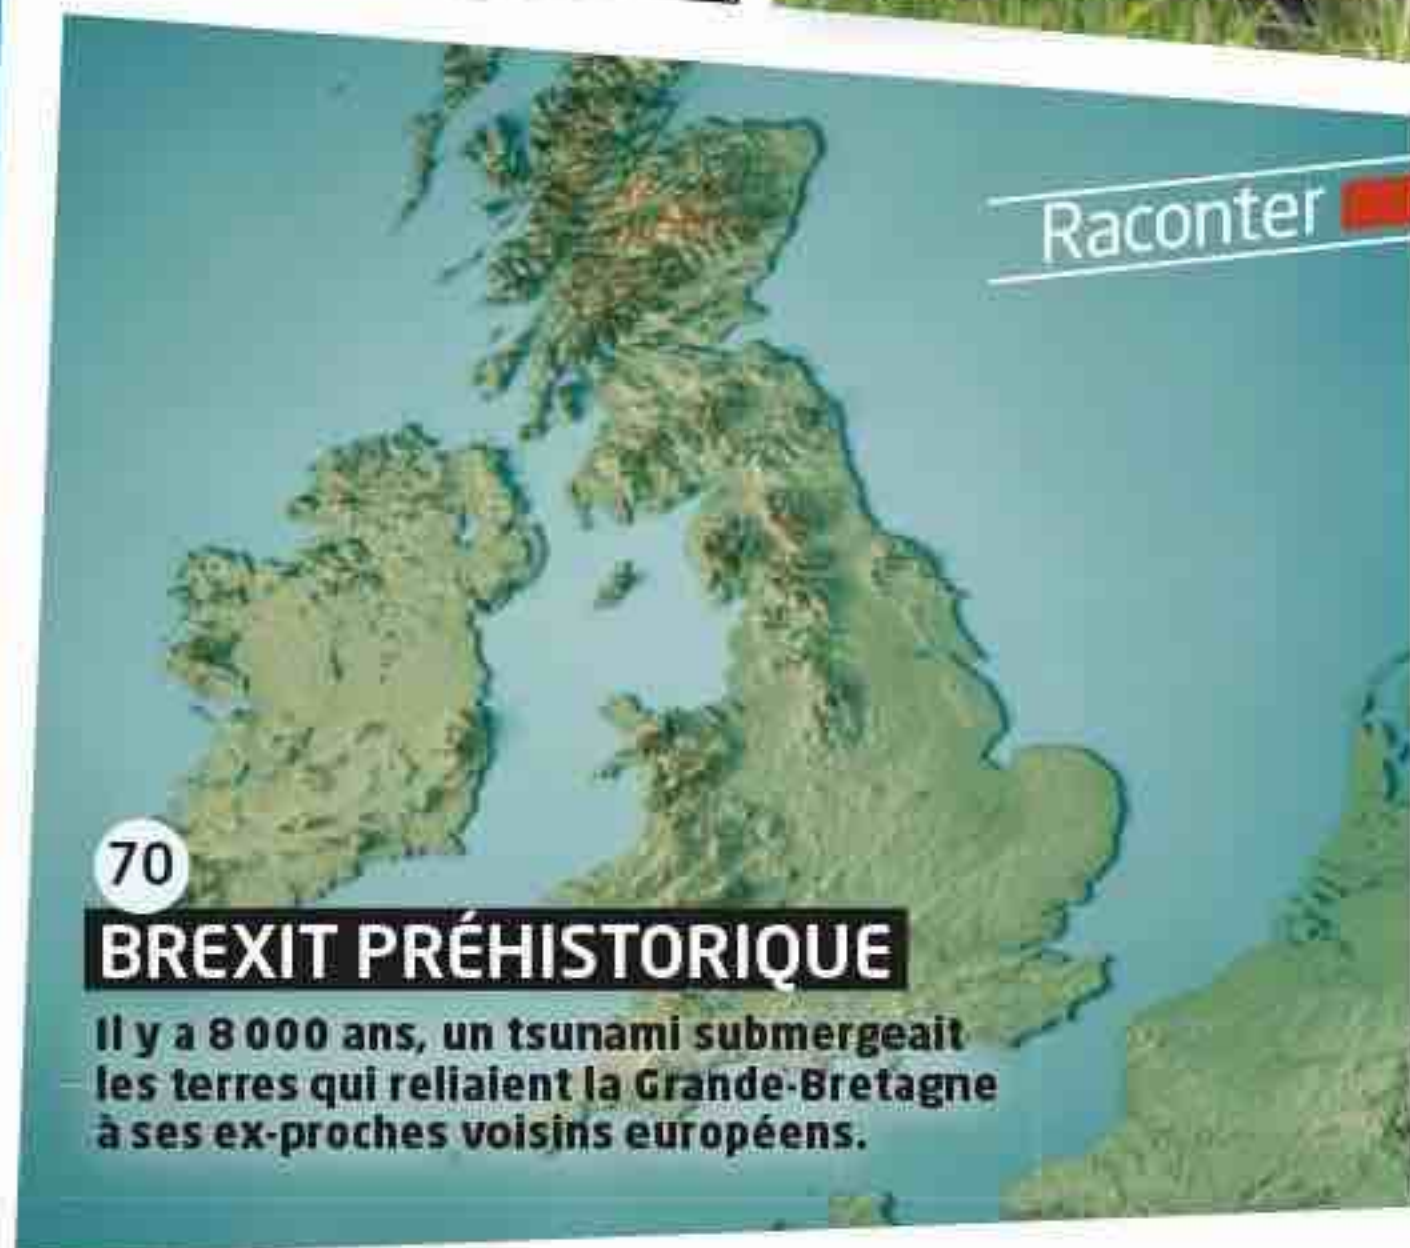 Raconter
70
BREXIT PRÉHISTORIQUE
Il y a 8 000 ans, un tsunami submergeait
les terres qui reliaient la Grande-Bretagne
à ses ex-proches voisins européens.